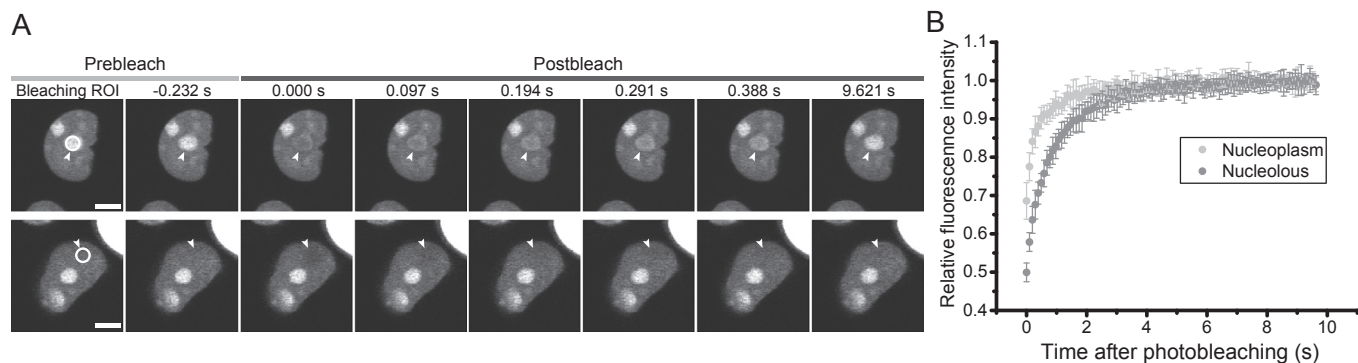 A
Prebleach
Postbleach
Bleaching ROI
-0.232 s
0.000 s
0.097 s
0.194 s
0.291 s
0.388 s
9.621 s
B
Relative fluorescennce intensity
1.1
1.0
0.9
0.8
0.7
0.6
0.5
0.4
Nucleoplasm
Nucleolous
0
2
4
6
8
10
Time after photobleaching (s)